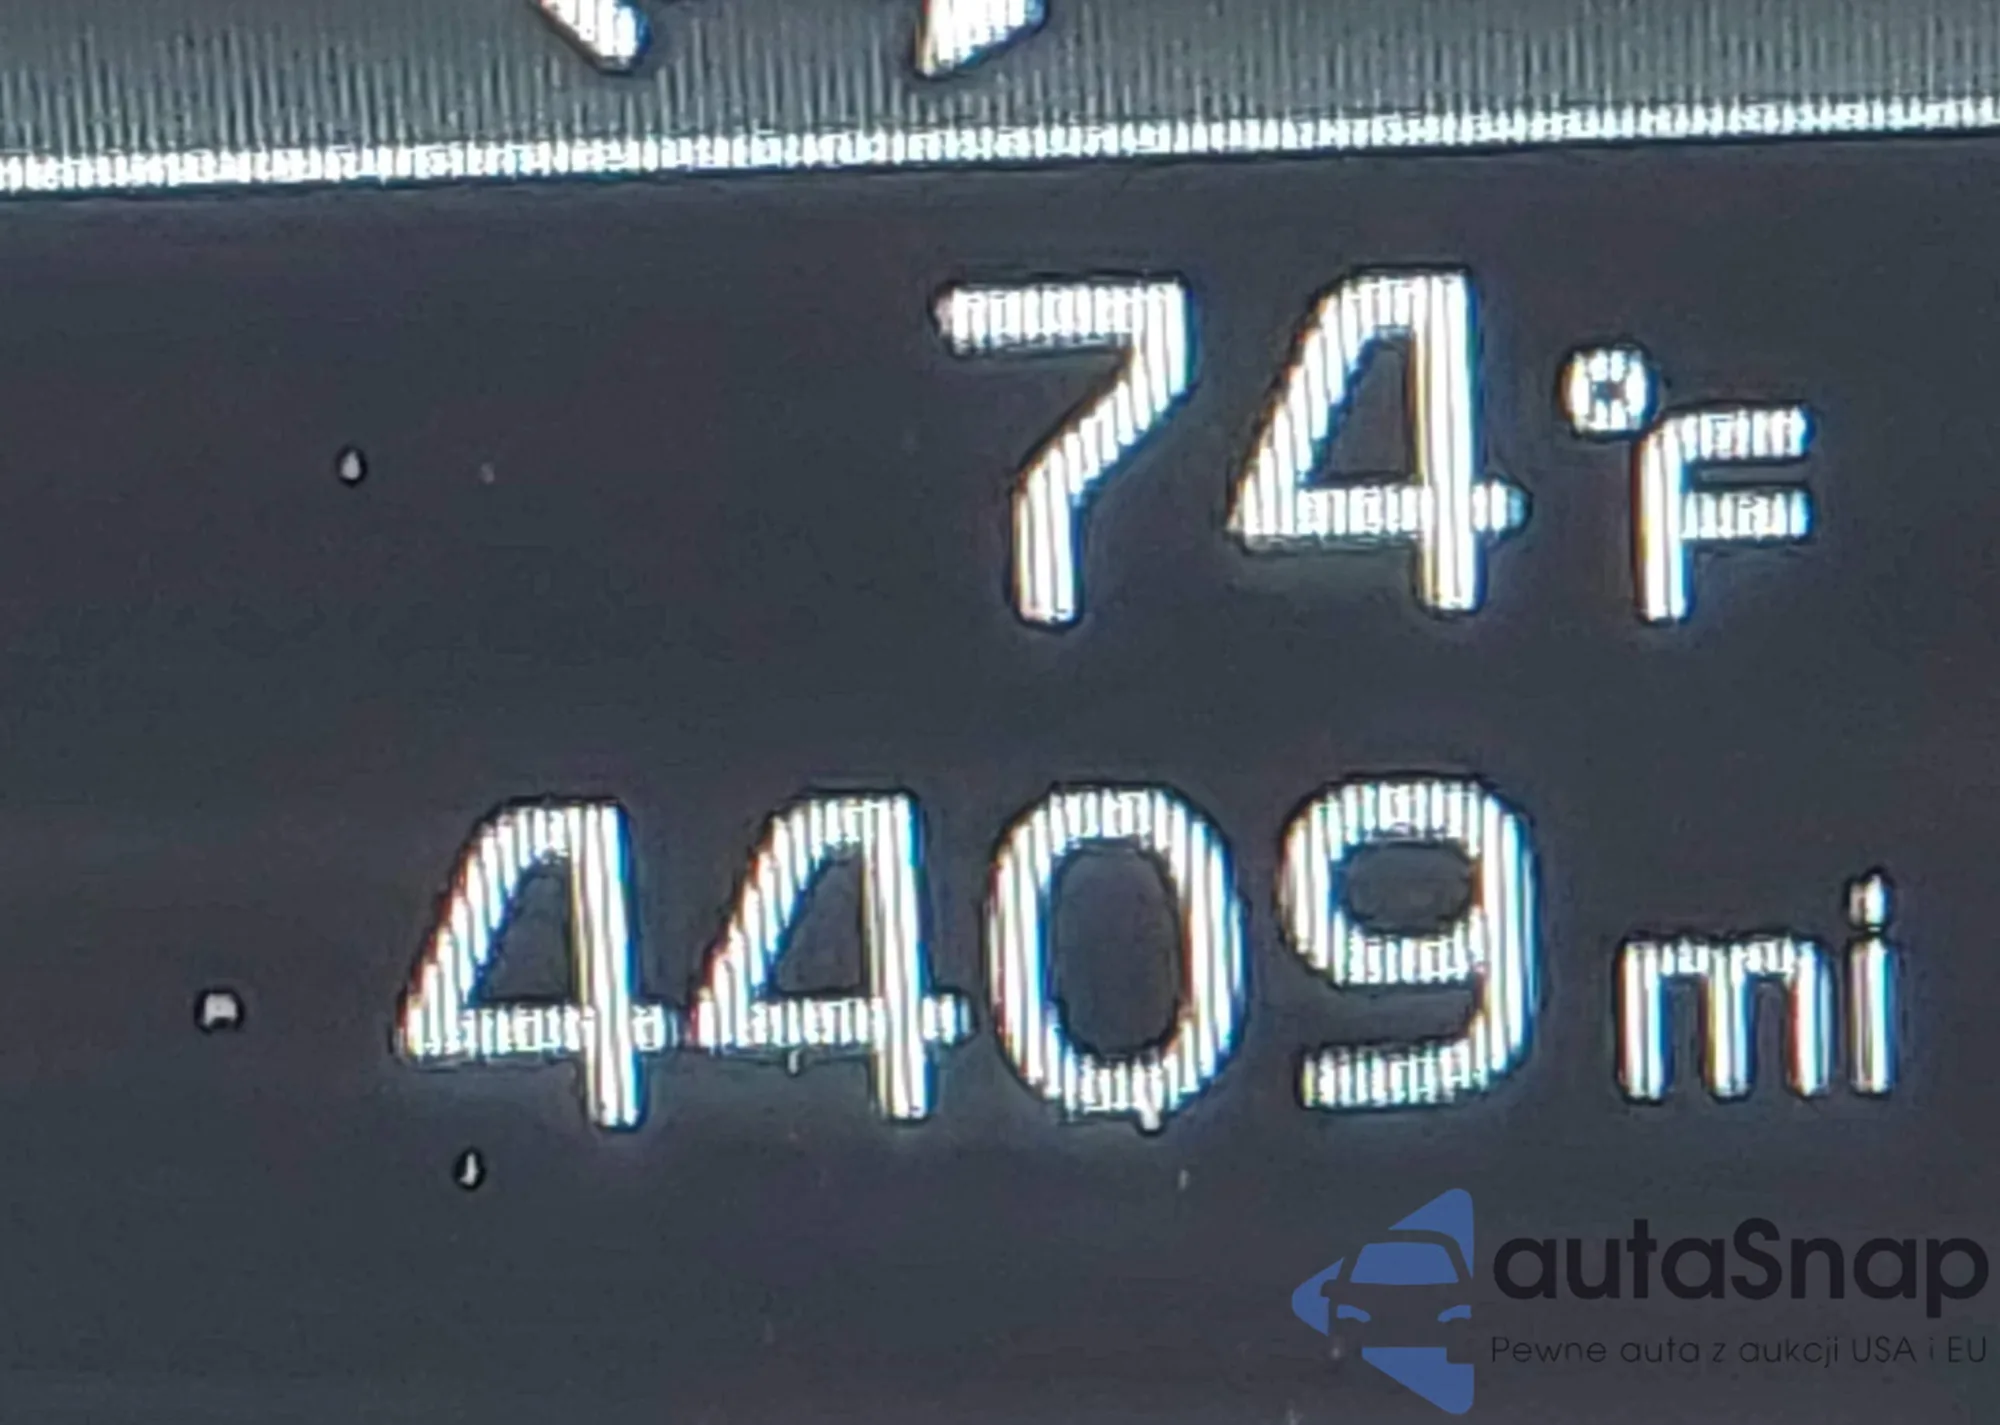 74°F
4409 mi
autaSnap
Pewne auta z aukcji USA i EU